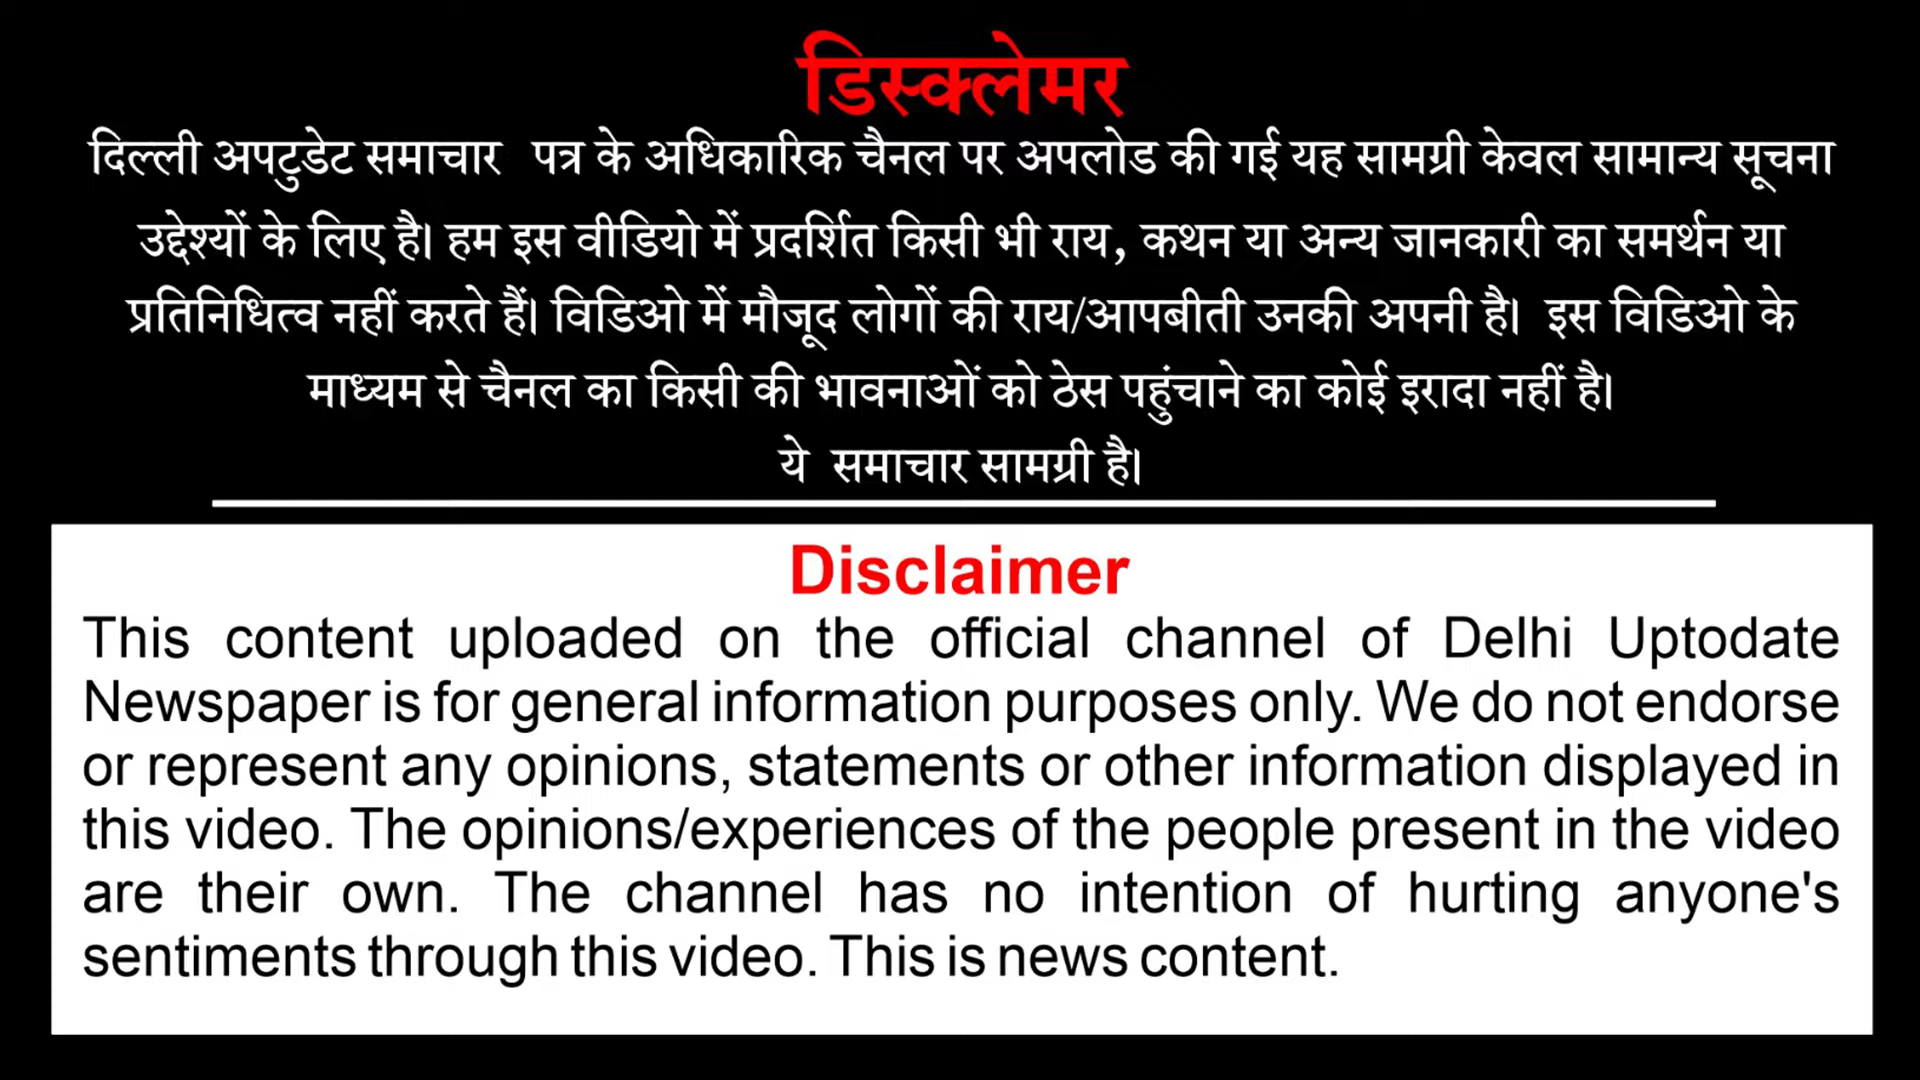 डिस्क्लेमर
दिल्ली अपटुडेट समाचार पत्र के अधिकारिक चैनल पर अपलोड की गई यह सामग्री केवल सामान्य सूचना
उद्देश्यों के लिए है। हम इस वीडियो में प्रदर्शित किसी भी राय, कथन या अन्य जानकारी का समर्थन या
प्रतिनिधित्व नहीं करते हैं। विडिओ में मौजूद लोगों की राय/आपबीती उनकी अपनी है। इस विडिओ के
माध्यम से चैनल का किसी की भावनाओं को ठेस पहुंचाने का कोई इरादा नहीं है।
ये समाचार सामग्री है।
Disclaimer
This content uploaded on the official channel of Delhi Uptodate
Newspaper is for general information purposes only. We do not endorse
or represent any opinions, statements or other information displayed in
this video. The opinions/experiences of the people present in the video
are their own. The channel has no intention of hurting anyone's
sentiments through this video. This is news content.